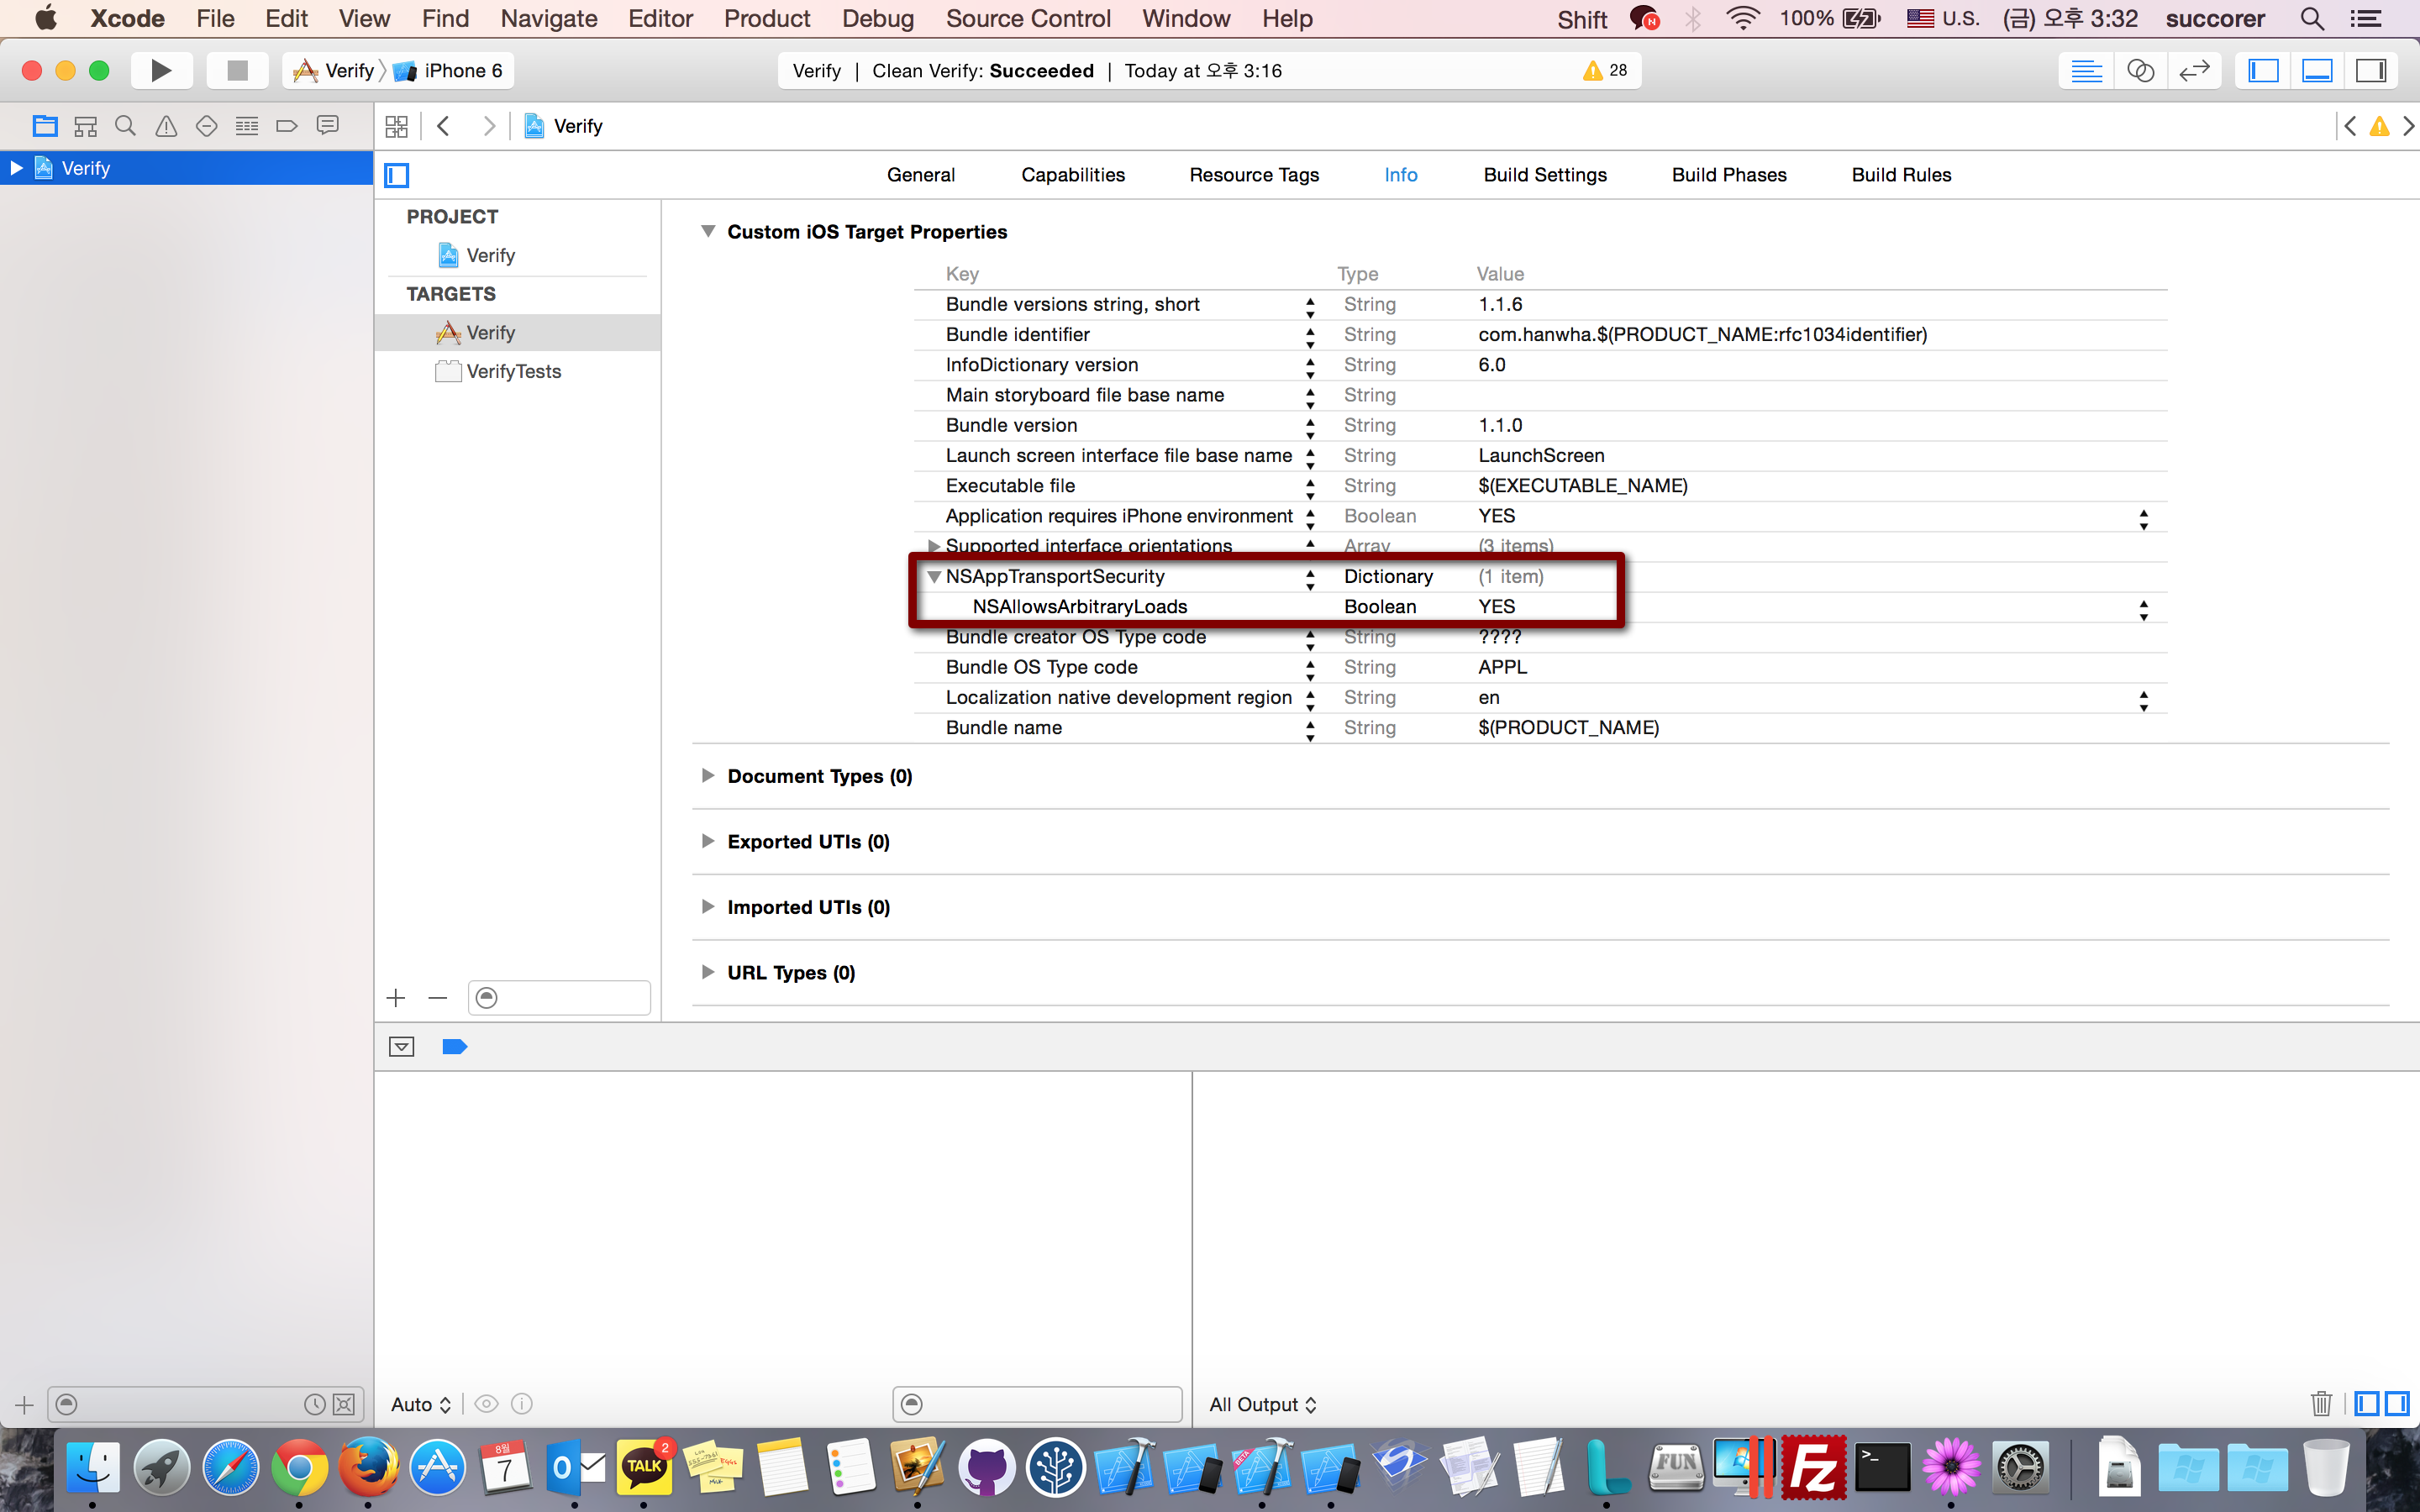 Xcode File Edit View Find Navigate Editor Product Debug Source Control Window Help Shift N 100% U.S. (금) 오후 3:32 succorer
Verify iPhone 6 Verify | Clean Verify: Succeeded | Today at 오후 3:16 28
Verify
Verify
General Capabilities Resource Tags Info Build Settings Build Phases Build Rules
PROJECT
Verify
TARGETS
Verify
VerifyTests
Custom iOS Target Properties
Key Type Value
Bundle versions string, short String 1.1.6
Bundle identifier String com.hanwha.$(PRODUCT_NAME:rfc1034identifier)
InfoDictionary version String 6.0
Main storyboard file base name String
Bundle version String 1.1.0
Launch screen interface file base name String LaunchScreen
Executable file String $(EXECUTABLE_NAME)
Application requires iPhone environment Boolean YES
Supported interface orientations Array (3 items)
NSAppTransportSecurity Dictionary (1 item)
NSAllowsArbitraryLoads Boolean YES
Bundle creator OS Type code String ????
Bundle OS Type code String APPL
Localization native development region String en
Bundle name String $(PRODUCT_NAME)
Document Types (0)
Exported UTIs (0)
Imported UTIs (0)
URL Types (0)
Auto All Output
8월
7
TALK
2
FUN
Fz
>_